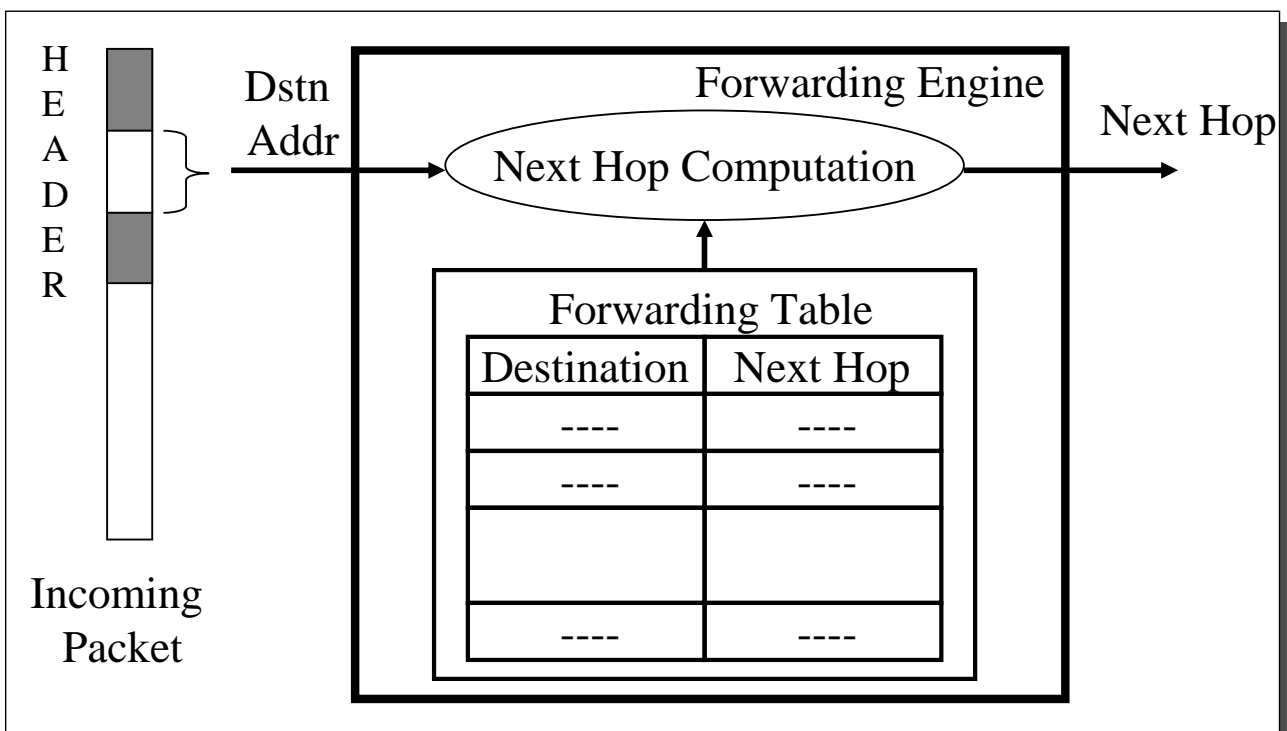 H
E
A
D
E
R
Dstn
Addr
Forwarding Engine
Next Hop Computation
Next Hop
Forwarding Table
Destination Next Hop
---- ----
---- ----
---- ----
Incoming
Packet